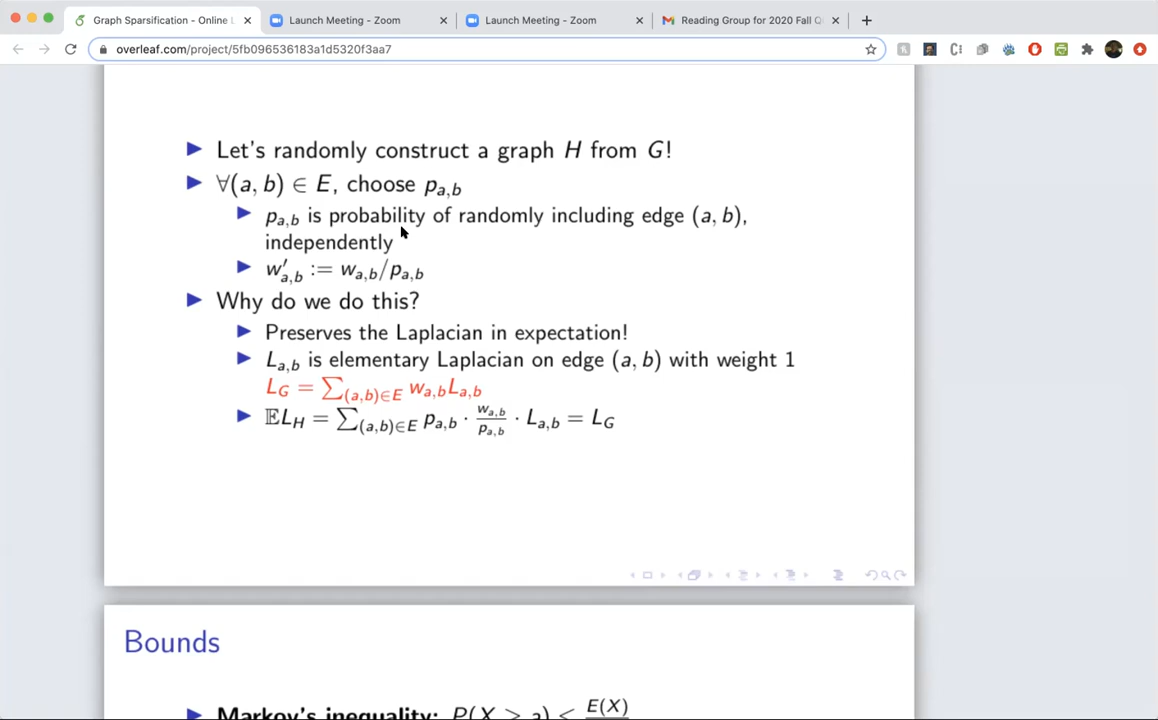 Graph Sparsification - Online L
Launch Meeting - Zoom
Launch Meeting - Zoom
Reading Group for 2020 Fall Q
overleaf.com/project/5fb096536183a1d5320f3aa7
▶ Let's randomly construct a graph H from G!
▶ ∀(a, b) ∈ E, choose p_{a,b}
▶ p_{a,b} is probability of randomly including edge (a, b),
independently
▶ w′_{a,b} := w_{a,b}/p_{a,b}
▶ Why do we do this?
▶ Preserves the Laplacian in expectation!
▶ L_{a,b} is elementary Laplacian on edge (a, b) with weight 1
L_G = ∑_{(a,b)∈E} w_{a,b}L_{a,b}
▶ 𝔼L_H = ∑_{(a,b)∈E} p_{a,b} · \frac{w_{a,b}}{p_{a,b}} · L_{a,b} = L_G
Bounds
▶ Markov's inequality: P(X ≥ a) ≤ E(X)